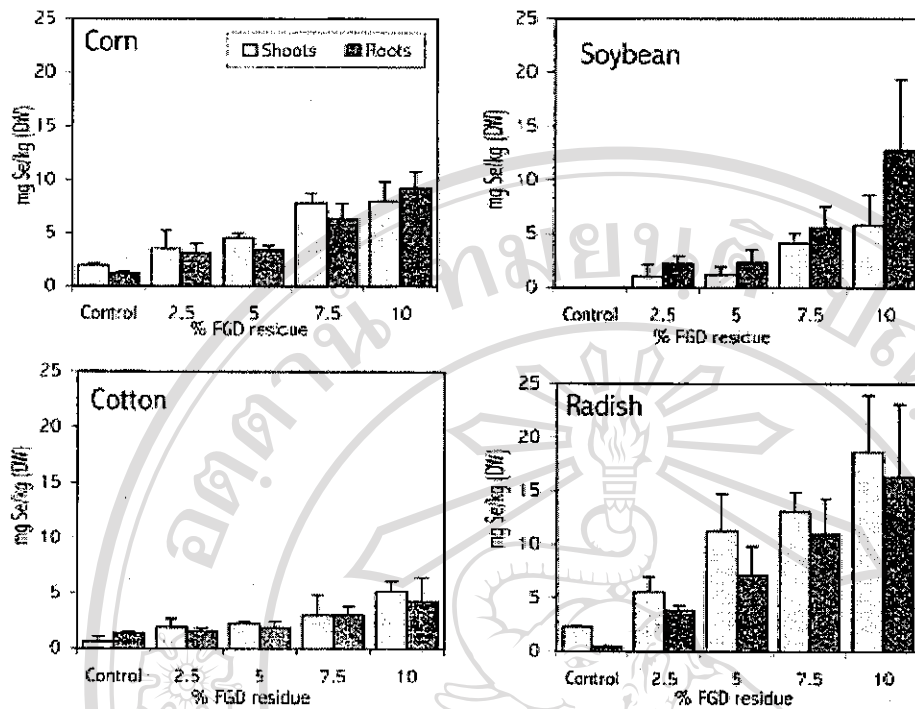 Corn
Shoots Roots
mg Se/kg (DW)
25
20
15
10
5
0
Control 2.5 5 7.5 10
% FGD residue
Soybean
mg Se/kg (DW)
25
20
15
10
5
0
Control 2.5 5 7.5 10
% FGD residue
Cotton
mg Se/kg (DW)
25
20
15
10
5
0
Control 2.5 5 7.5 10
% FGD residue
Radish
mg Se/kg (DW)
25
20
15
10
5
0
Control 2.5 5 7.5 10
% FGD residue